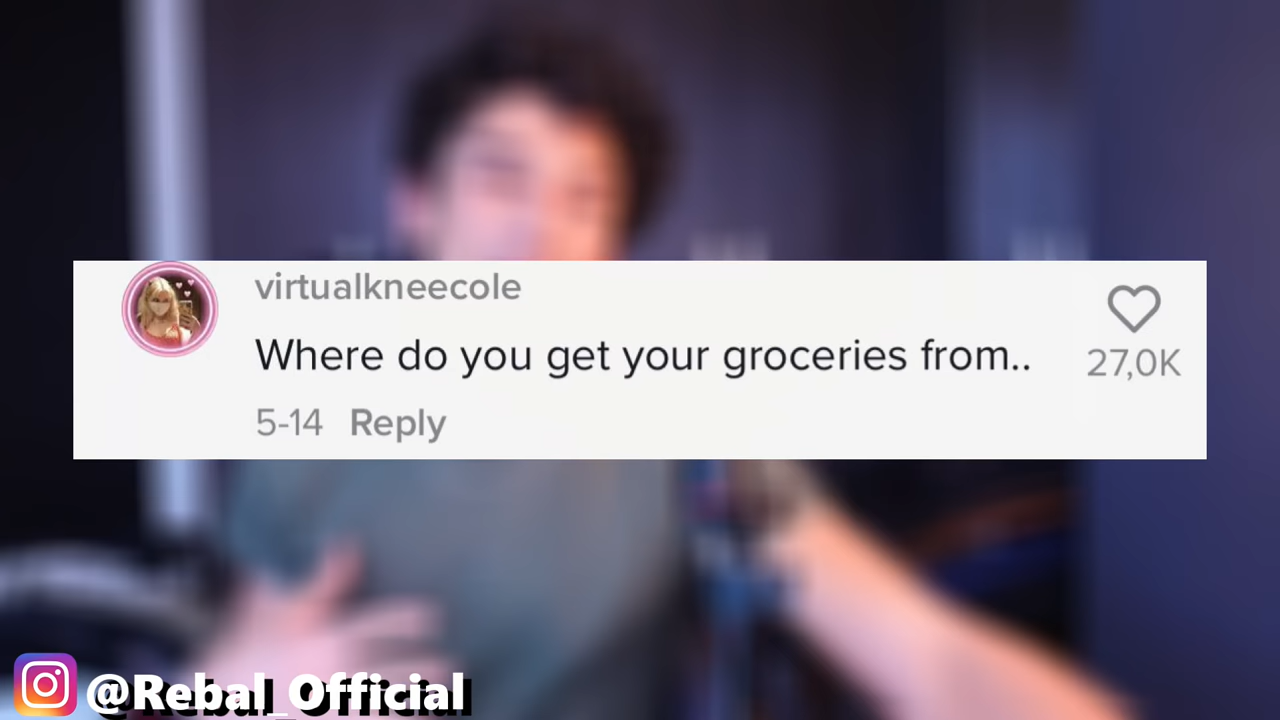 virtualkneecole
Where do you get your groceries from..
27,0K
5-14 Reply
@Rebal_Official